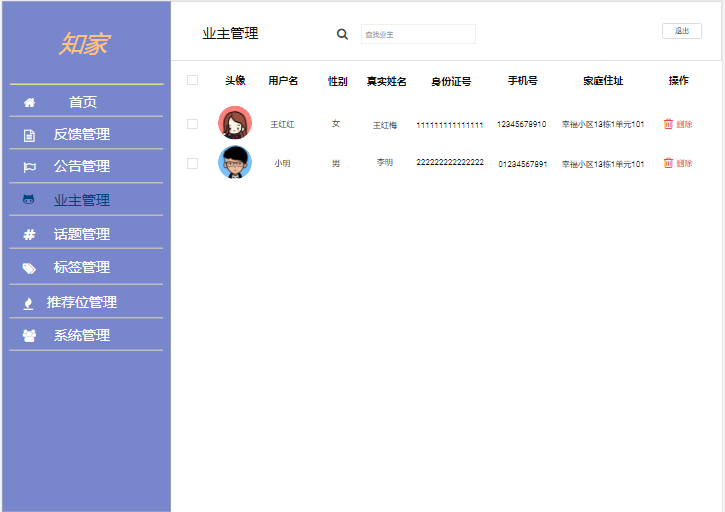 知家
首页
反馈管理
公告管理
业主管理
话题管理
标签管理
推荐位管理
系统管理
业主管理 查找业主 退出
头像 用户名 性别 真实姓名 身份证号 手机号 家庭住址 操作
王红红 女 王红梅 111111111111111 12345678910 幸福小区13栋1单元101 删除
小明 男 李明 222222222222222 01234567891 幸福小区13栋1单元101 删除